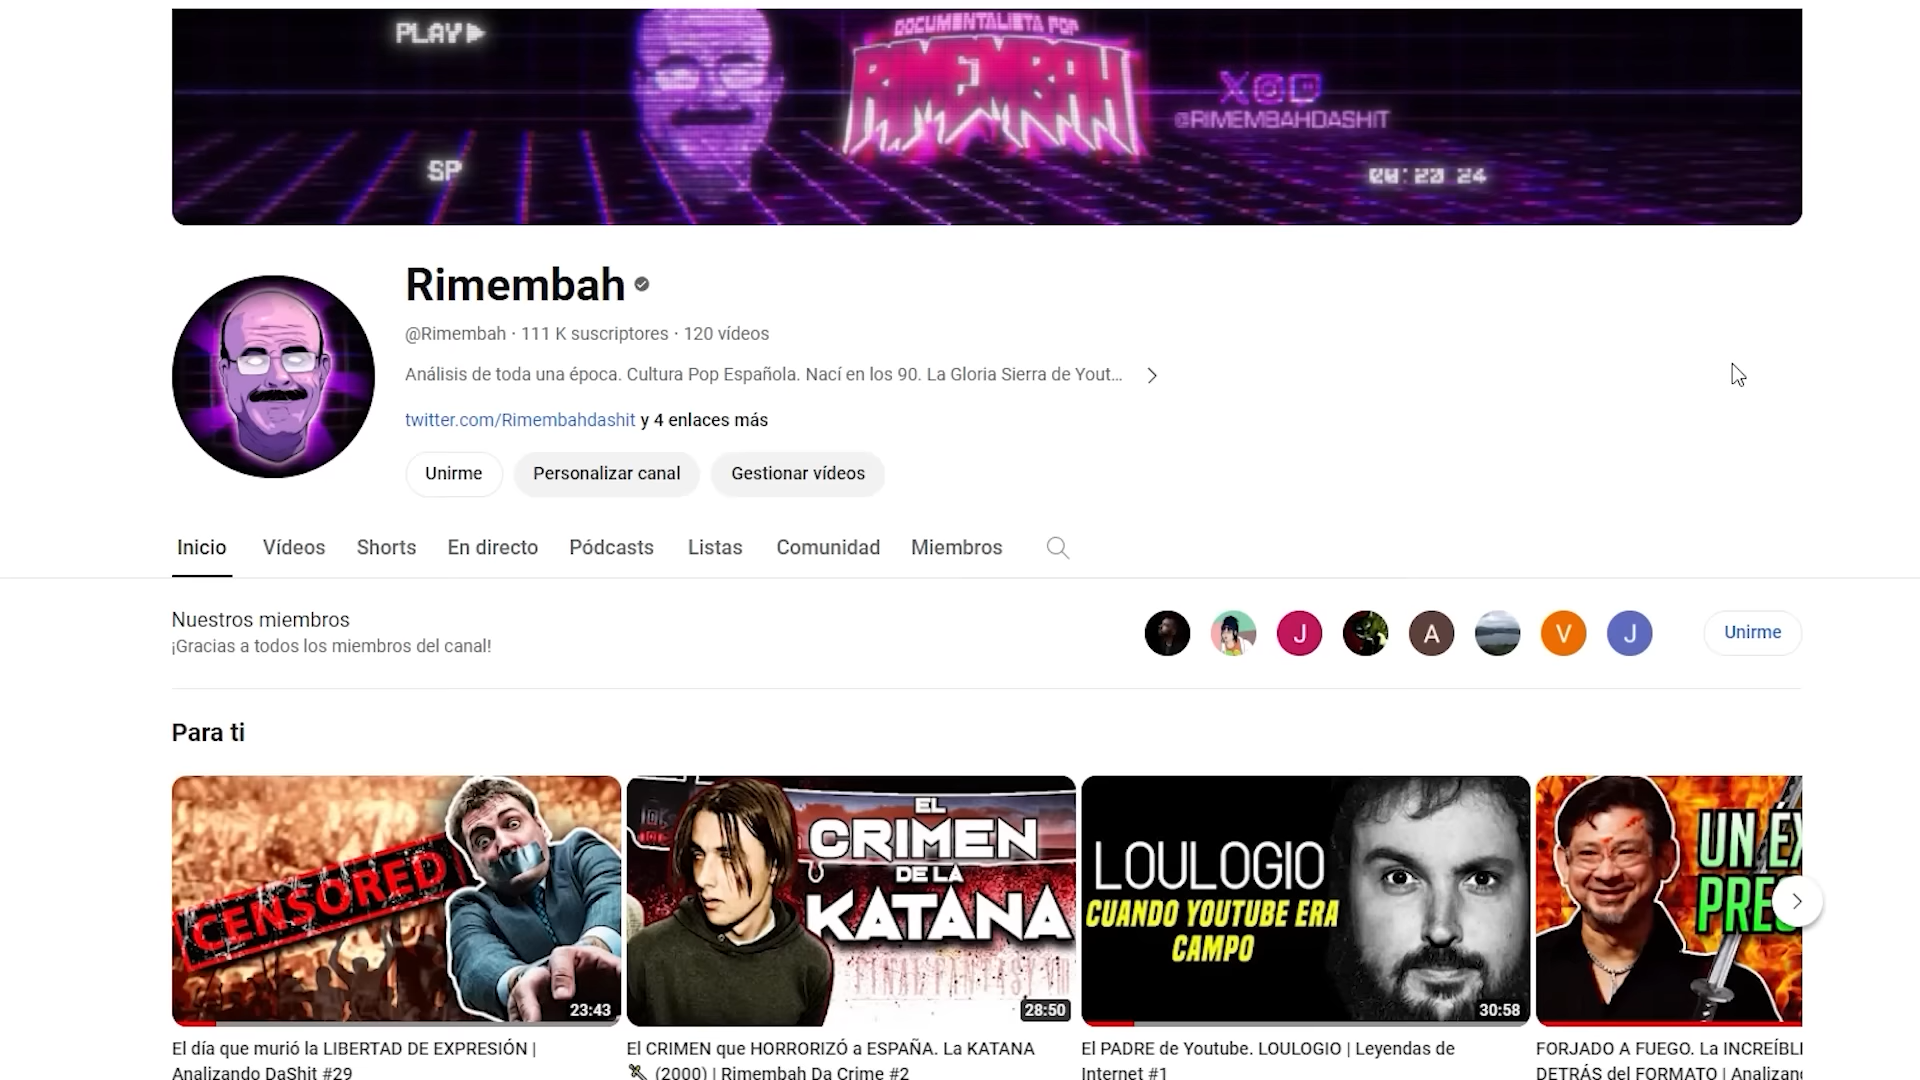 PLAY
DOCUMENTALISTA POP
RIMEMBAH
@RIMEMBAHDASHIT
SP
Rimembah
@Rimembah · 111 K suscriptores · 120 vídeos
Análisis de toda una época. Cultura Pop Española. Nací en los 90. La Gloria Sierra de Yout...
twitter.com/Rimembahdashit y 4 enlaces más
Unirme Personalizar canal Gestionar vídeos
Inicio Vídeos Shorts En directo Pódcasts Listas Comunidad Miembros
Nuestros miembros
¡Gracias a todos los miembros del canal!
J A V J
Unirme
Para ti
CENSORED
23:43
EL
CRIMEN
DE LA
KATANA
28:50
LOULOGIO
CUANDO YOUTUBE ERA
CAMPO
30:58
UN
El día que murió la LIBERTAD DE EXPRESIÓN |
Analizando DaShit #29
El CRIMEN que HORRORIZÓ a ESPAÑA. La KATANA
(2000) | Rimembah Da Crime #2
El PADRE de Youtube. LOULOGIO | Leyendas de
Internet #1
FORJADO A FUEGO. La
DETRÁS del FORMATO |